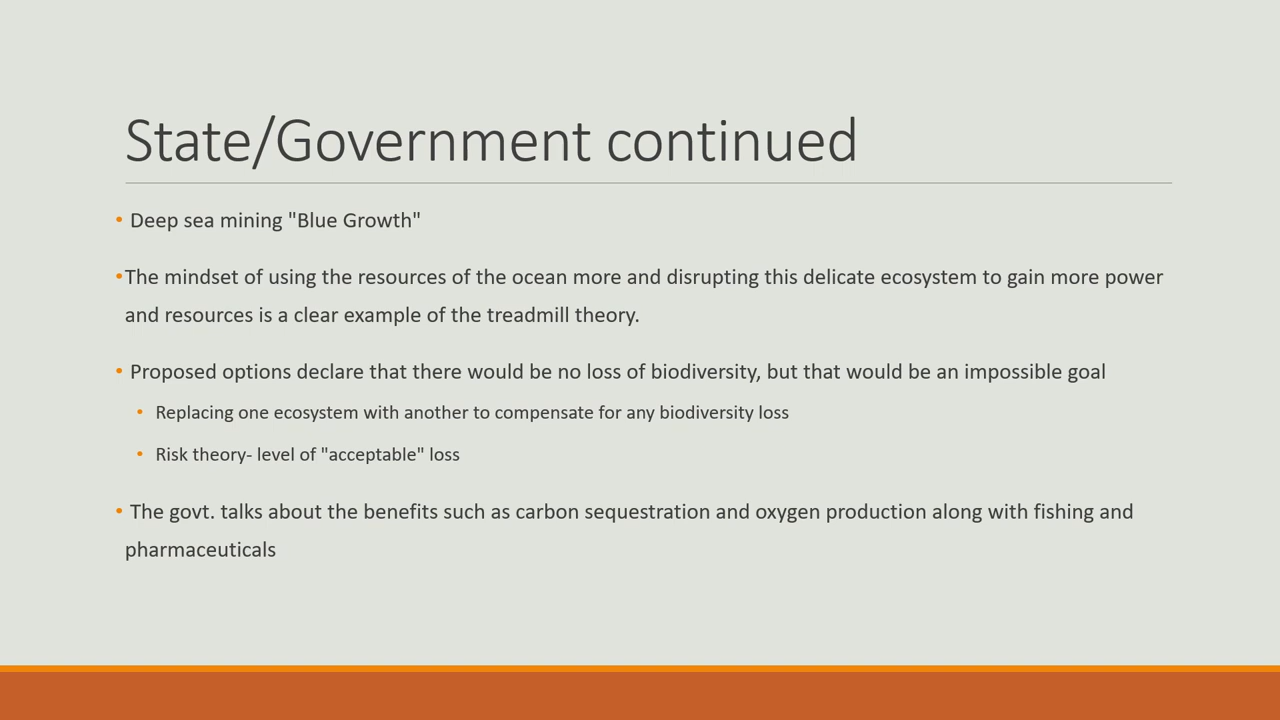 State/Government continued
• Deep sea mining "Blue Growth"
•The mindset of using the resources of the ocean more and disrupting this delicate ecosystem to gain more power
and resources is a clear example of the treadmill theory.
• Proposed options declare that there would be no loss of biodiversity, but that would be an impossible goal
• Replacing one ecosystem with another to compensate for any biodiversity loss
• Risk theory- level of "acceptable" loss
• The govt. talks about the benefits such as carbon sequestration and oxygen production along with fishing and
pharmaceuticals